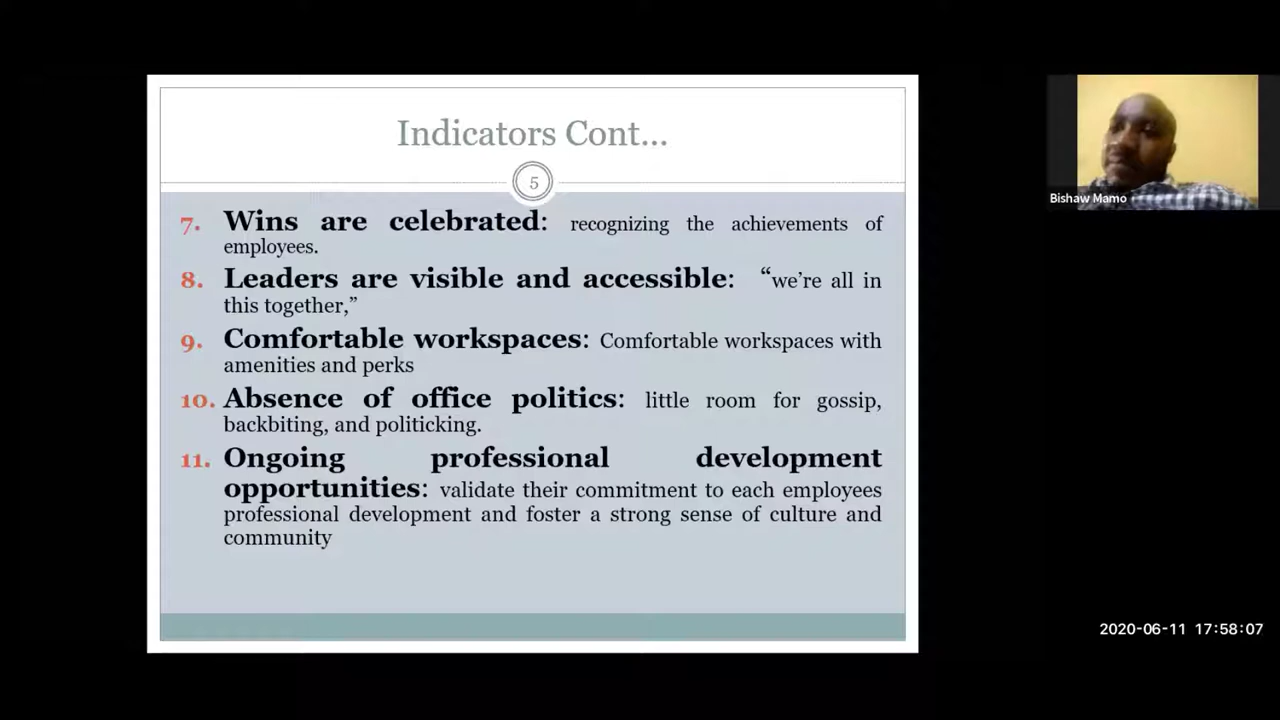 Indicators Cont...
5
7. Wins are celebrated: recognizing the achievements of
employees.
8. Leaders are visible and accessible: “we’re all in
this together,”
9. Comfortable workspaces: Comfortable workspaces with
amenities and perks
10. Absence of office politics: little room for gossip,
backbiting, and politicking.
11. Ongoing professional development
opportunities: validate their commitment to each employees
professional development and foster a strong sense of culture and
community
Bishaw Mamo
2020-06-11 17:58:07